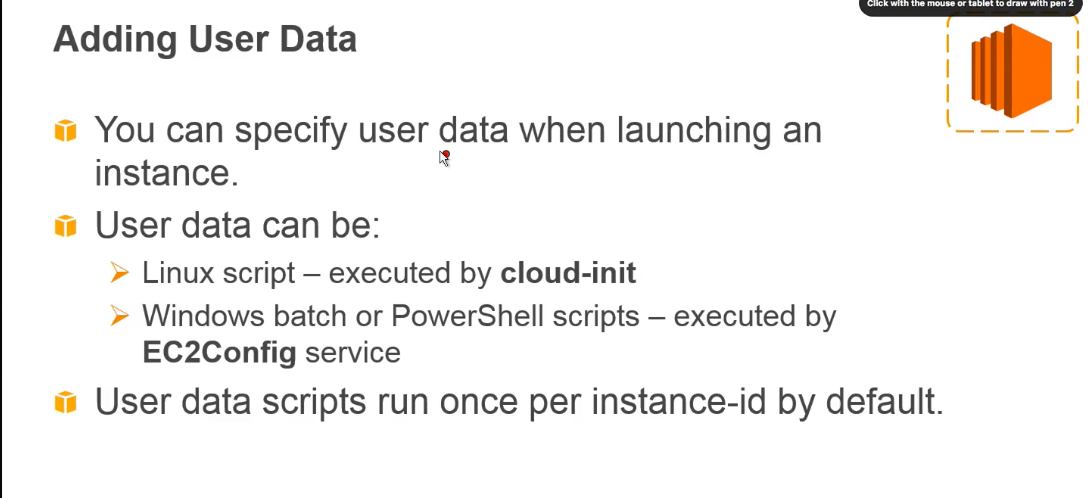 Click with the mouse or tablet to draw with pen 2
Adding User Data
You can specify user data when launching an
instance.
User data can be:
Linux script – executed by cloud-init
Windows batch or PowerShell scripts – executed by
EC2Config service
User data scripts run once per instance-id by default.